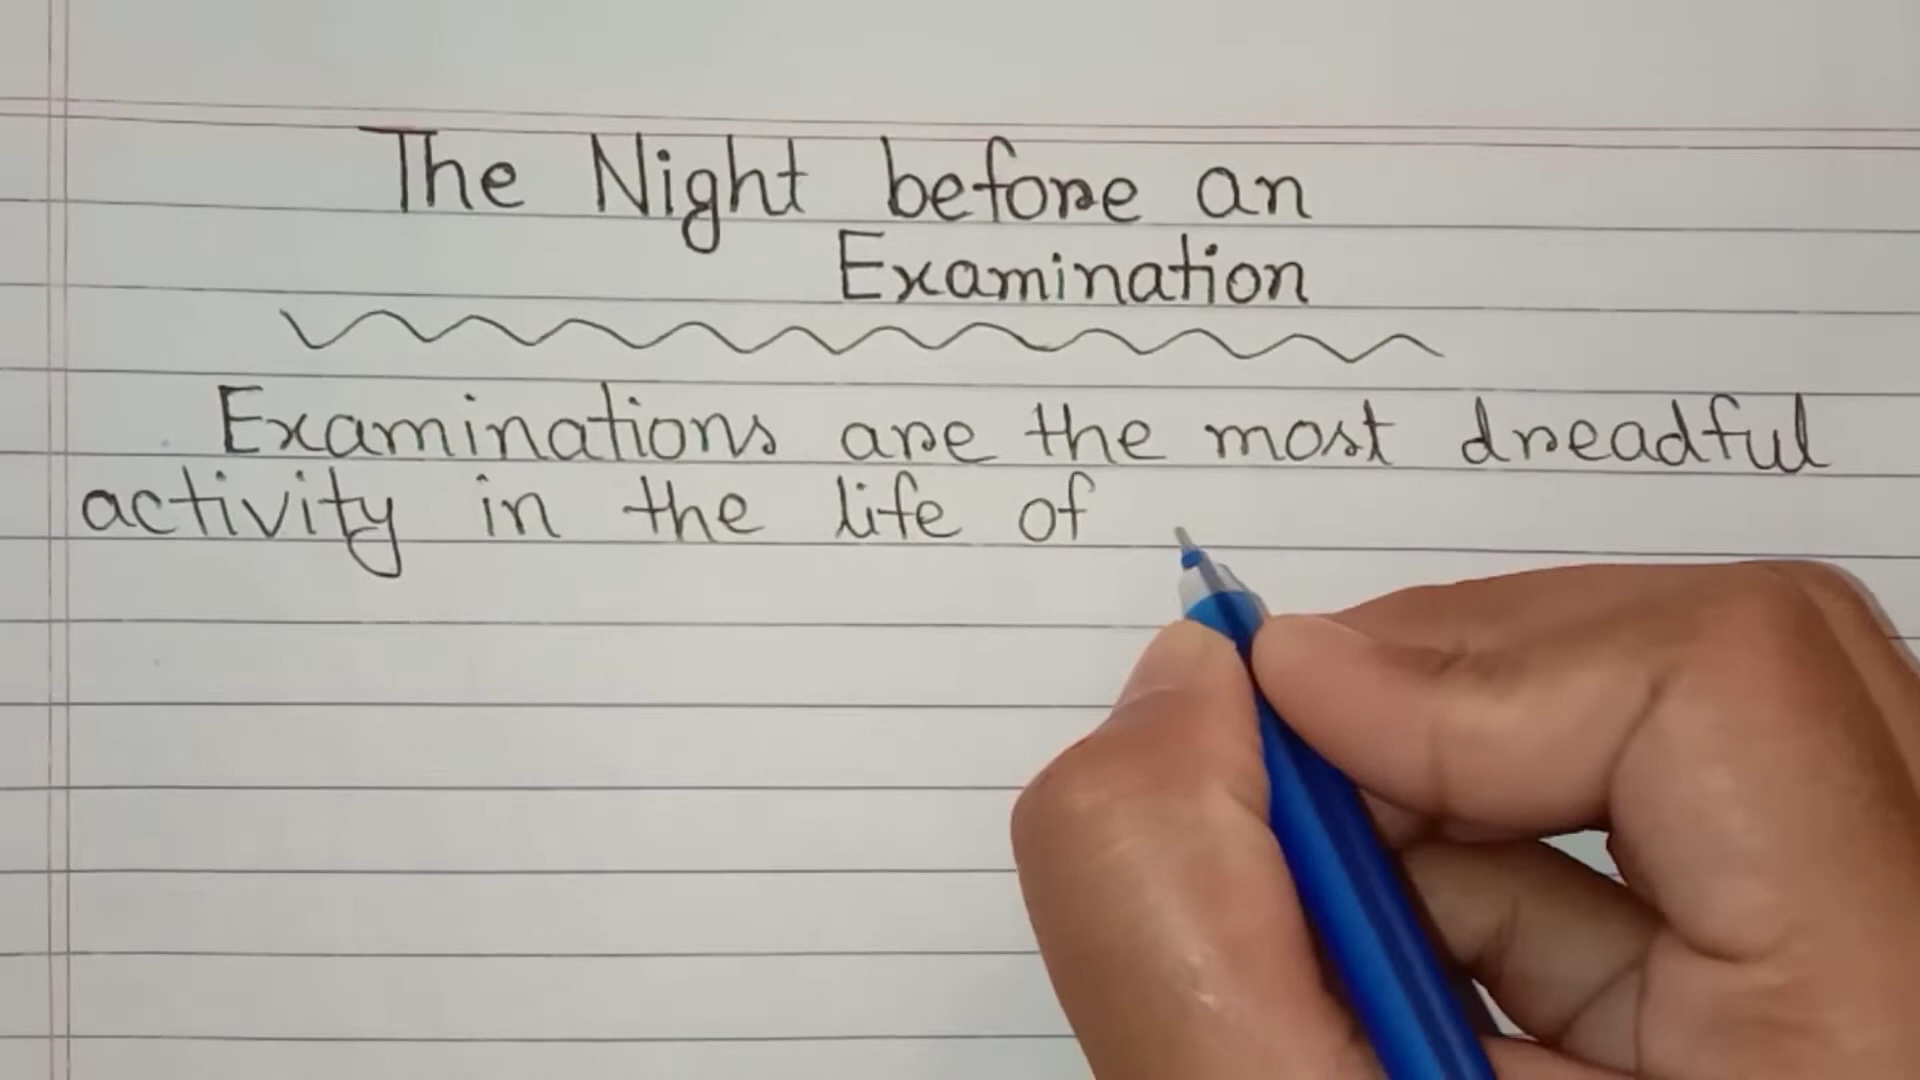 The Night before an
Examination
Examinations are the most dreadful
activity in the life of